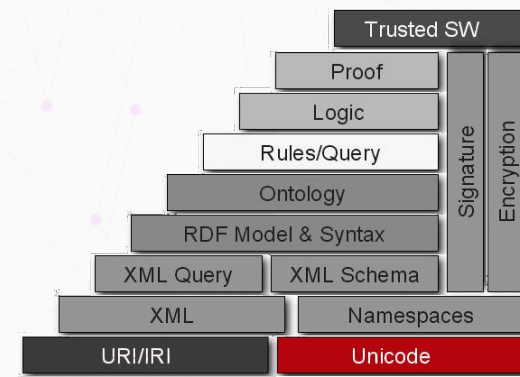 Trusted SW
Proof
Logic
Rules/Query
Ontology
RDF Model & Syntax
XML Query
XML Schema
Signature
Encryption
XML
Namespaces
URI/IRI
Unicode